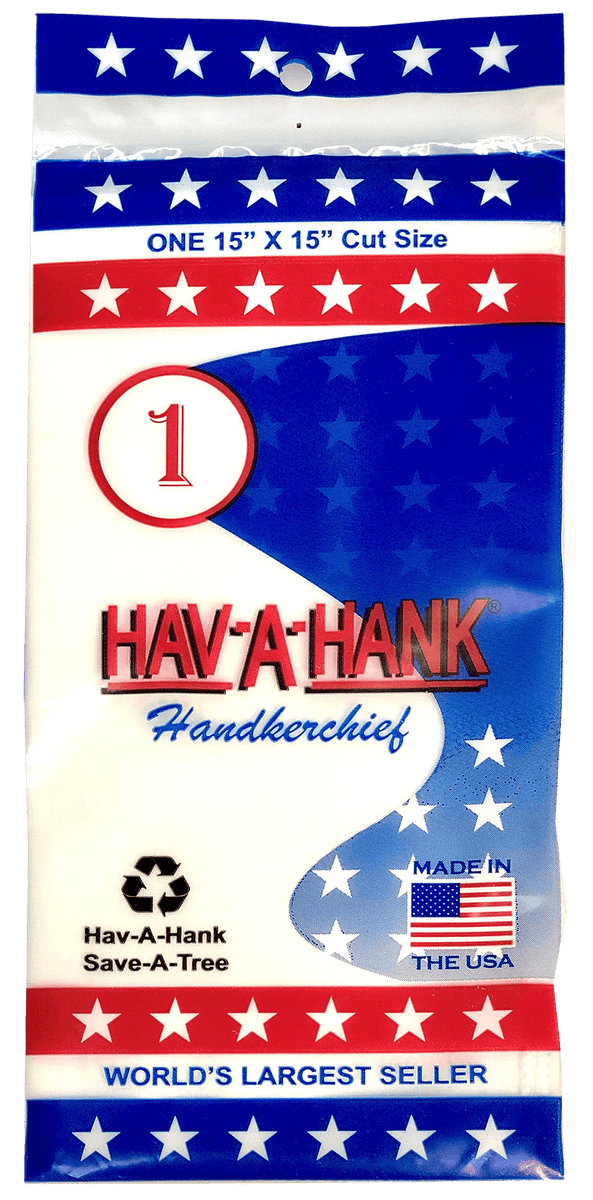 ONE 15” X 15” Cut Size
1
HAV-A-HANK®
Handkerchief
MADE IN
THE USA
Hav-A-Hank
Save-A-Tree
WORLD’S LARGEST SELLER